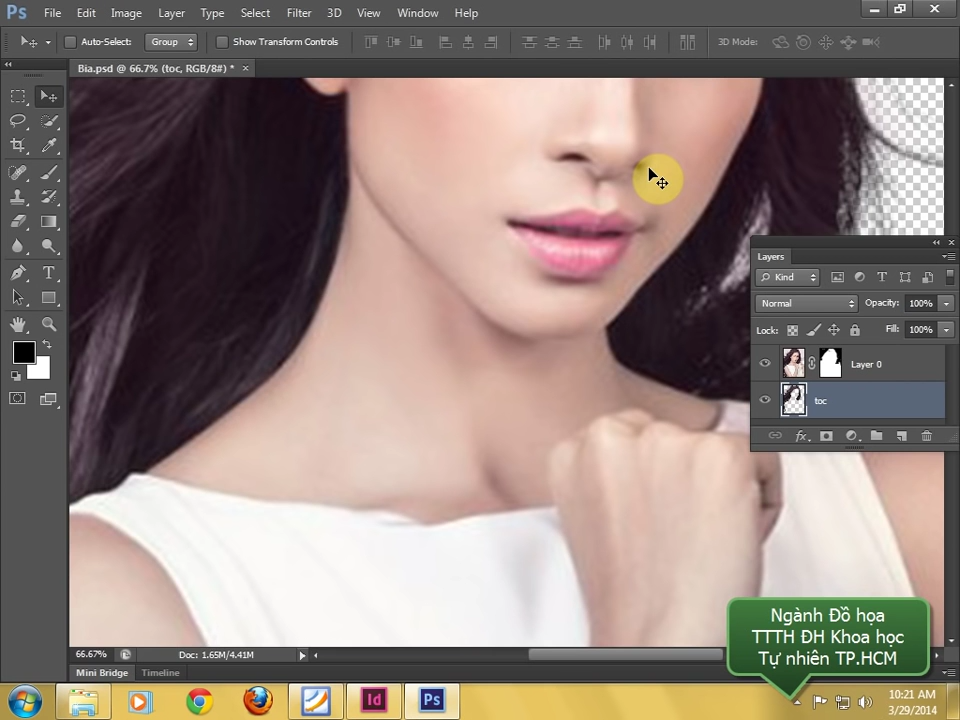 Ps File Edit Image Layer Type Select Filter 3D View Window Help
Auto-Select: Group Show Transform Controls 3D Mode:
Bia.psd @ 66.7% (toc, RGB/8#) * ×
Layers
Kind
Normal Opacity: 100%
Lock: Fill: 100%
Layer 0
toc
fx.
66.67% Doc: 1.65M/4.41M
Mini Bridge Timeline
Ngành Đồ họa
TTTH ĐH Khoa học
Tự nhiên TP.HCM
Id Ps
10:21 AM
3/29/2014